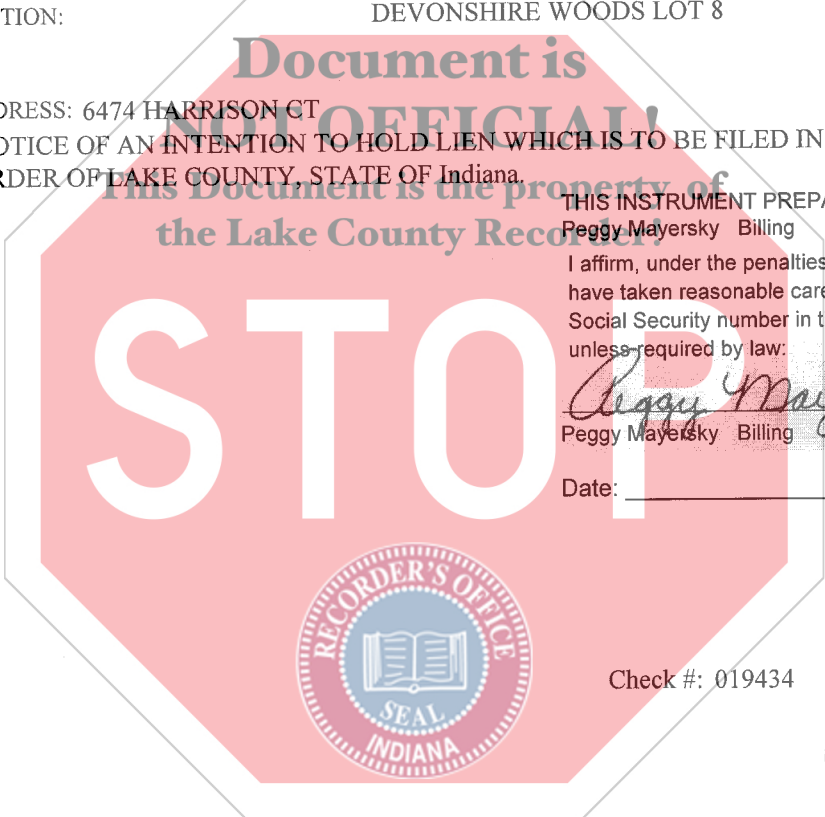 TION:
DEVONSHIRE WOODS LOT 8
Document is
NOT OFFICIAL!
DRESS: 6474 HARRISON CT
OTICE OF AN INTENTION TO HOLD LIEN WHICH IS TO BE FILED IN
RDER OF LAKE COUNTY, STATE OF Indiana.
This Document is the property of
the Lake County Recorder!
THIS INSTRUMENT PREPA
Peggy Mayersky Billing
I affirm, under the penalties
have taken reasonable care
Social Security number in t
unless required by law:
Peggy May
Peggy Mayersky Billing
Date:
STOP
RECORDER'S OFFICE
SEAL
INDIANA
Check #: 019434